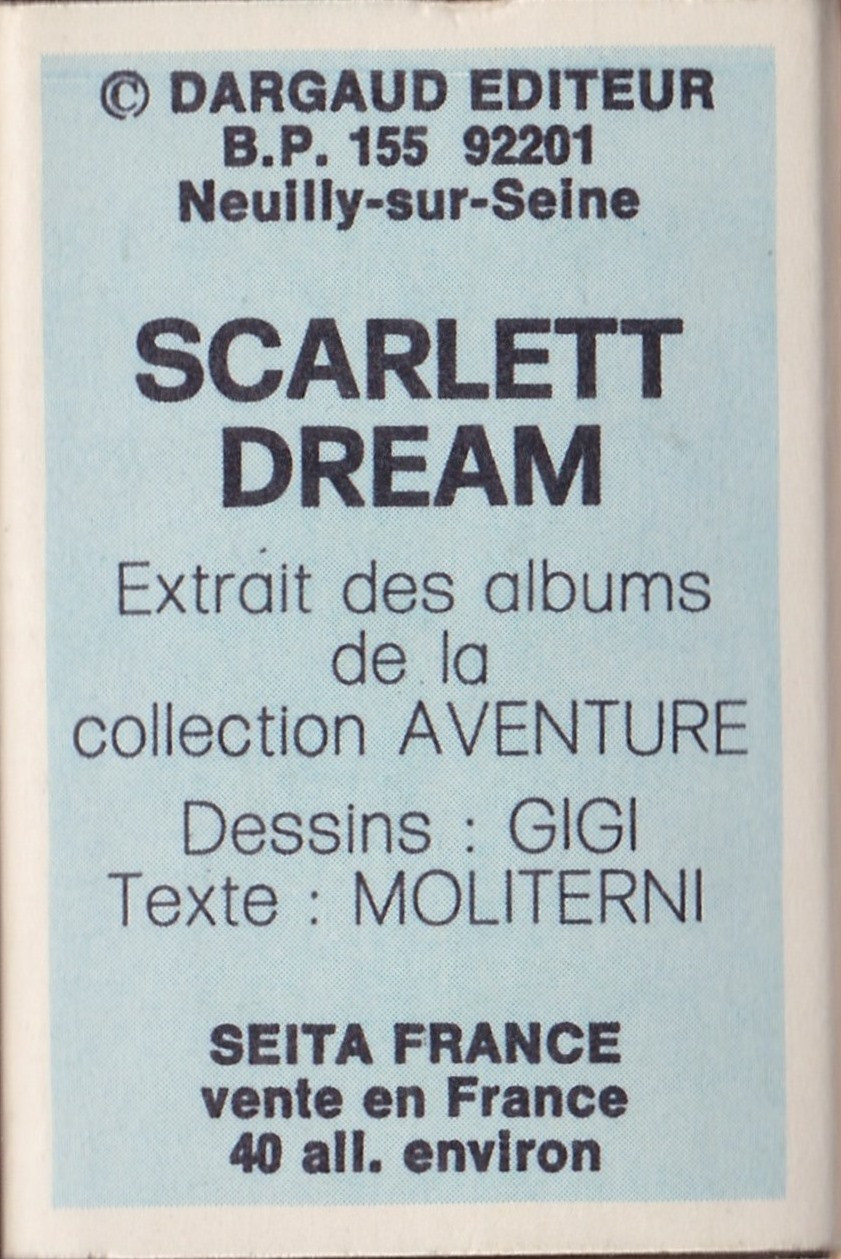 © DARGAUD EDITEUR
B.P. 155 92201
Neuilly-sur-Seine
SCARLETT
DREAM
Extrait des albums
de la
collection AVENTURE
Dessins : GIGI
Texte : MOLITERNI
SEITA FRANCE
vente en France
40 all. environ